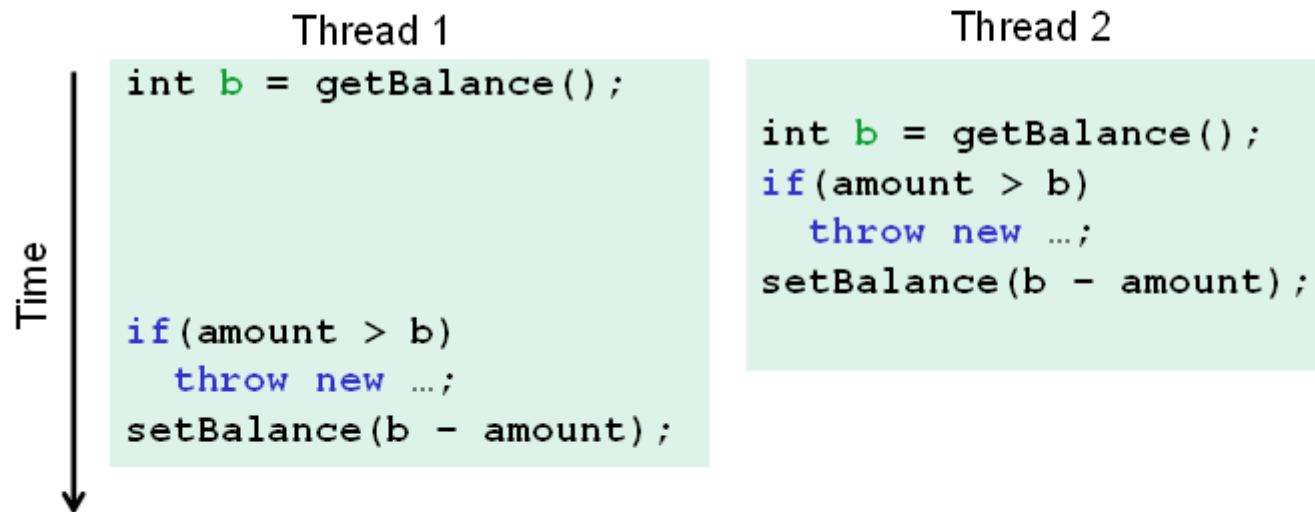 Thread 1
int b = getBalance();
if(amount > b)
  throw new …;
setBalance(b - amount);
Thread 2
int b = getBalance();
if(amount > b)
  throw new …;
setBalance(b - amount);
Time